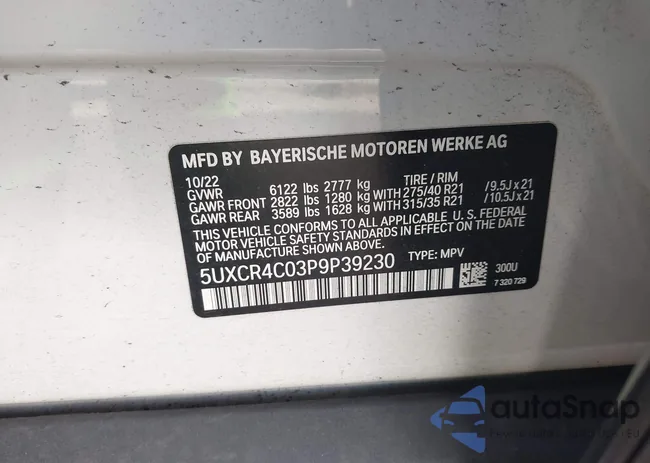 MFD BY BAYERISCHE MOTOREN WERKE AG
10/22 TIRE / RIM
GVWR 6122 lbs 2777 kg
GAWR FRONT 2822 lbs 1280 kg WITH 275/40 R21 / 9.5J x 21
GAWR REAR 3589 lbs 1628 kg WITH 315/35 R21 / 10.5J x 21
THIS VEHICLE CONFORMS TO ALL APPLICABLE U.S. FEDERAL
MOTOR VEHICLE SAFETY STANDARDS IN EFFECT ON THE DATE
OF MANUFACTURE SHOWN ABOVE.
5UXCR4C03P9P39230 TYPE: MPV
300U
7 320 729
autaSnap